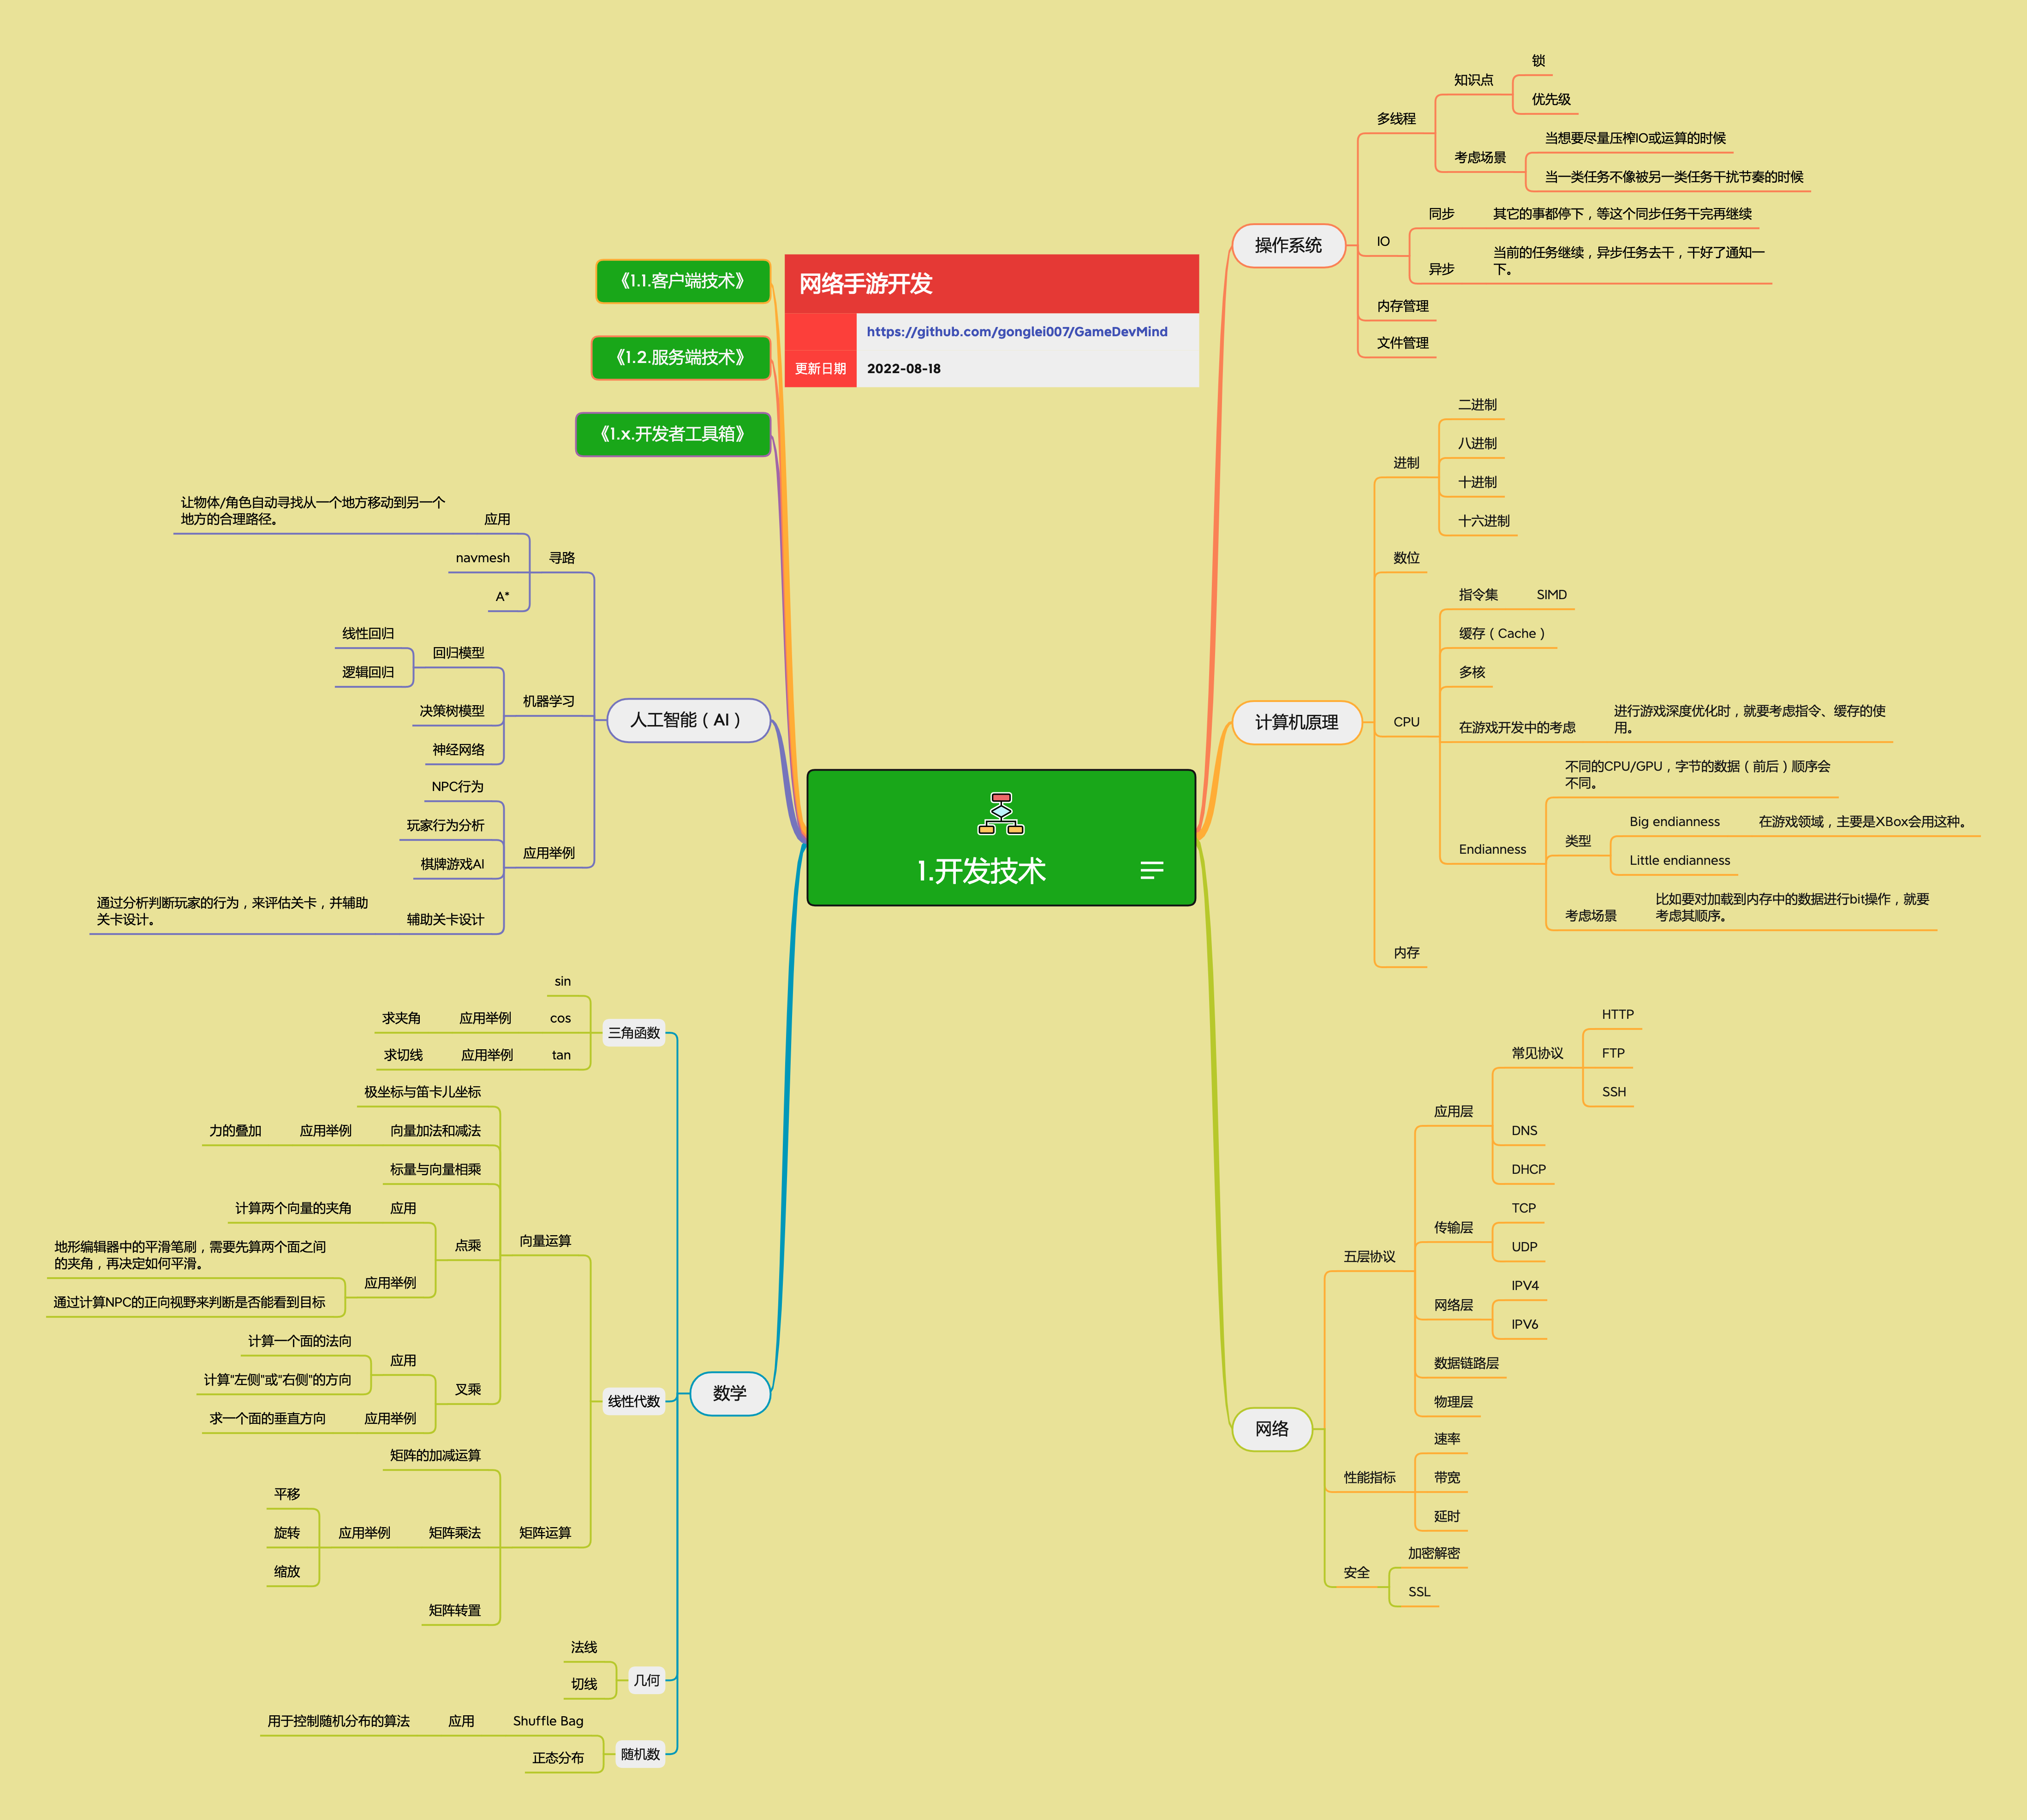 网络手游开发
https://github.com/gonglei007/GameDevMind
更新日期
2022-08-18
1.开发技术
《1.1.客户端技术》
《1.2.服务端技术》
《1.x.开发者工具箱》
人工智能（AI）
寻路
应用
让物体/角色自动寻找从一个地方移动到另一个
地方的合理路径。
navmesh
A*
机器学习
回归模型
线性回归
逻辑回归
决策树模型
神经网络
应用举例
NPC行为
玩家行为分析
棋牌游戏AI
辅助关卡设计
通过分析判断玩家的行为，来评估关卡，并辅助
关卡设计。
数学
三角函数
sin
cos
应用举例
求夹角
tan
应用举例
求切线
线性代数
向量运算
极坐标与笛卡儿坐标
向量加法和减法
应用举例
力的叠加
标量与向量相乘
点乘
应用
计算两个向量的夹角
应用举例
地形编辑器中的平滑笔刷，需要先算两个面之间
的夹角，再决定如何平滑。
通过计算NPC的正向视野来判断是否能看到目标
叉乘
应用
计算一个面的法向
计算"左侧"或"右侧"的方向
应用举例
求一个面的垂直方向
矩阵运算
矩阵的加减运算
矩阵乘法
应用举例
平移
旋转
缩放
矩阵转置
几何
法线
切线
随机数
Shuffle Bag
应用
用于控制随机分布的算法
正态分布
操作系统
多线程
知识点
锁
优先级
考虑场景
当想要尽量压榨IO或运算的时候
当一类任务不像被另一类任务干扰节奏的时候
IO
同步
其它的事都停下，等这个同步任务干完再继续
异步
当前的任务继续，异步任务去干，干好了通知一
下。
内存管理
文件管理
计算机原理
进制
二进制
八进制
十进制
十六进制
数位
CPU
指令集
SIMD
缓存（Cache）
多核
在游戏开发中的考虑
进行游戏深度优化时，就要考虑指令、缓存的使
用。
Endianness
不同的CPU/GPU，字节的数据（前后）顺序会
不同。
类型
Big endianness
在游戏领域，主要是XBox会用这种。
Little endianness
考虑场景
比如要对加载到内存中的数据进行bit操作，就要
考虑其顺序。
内存
网络
五层协议
应用层
常见协议
HTTP
FTP
SSH
DNS
DHCP
传输层
TCP
UDP
网络层
IPV4
IPV6
数据链路层
物理层
性能指标
速率
带宽
延时
安全
加密解密
SSL